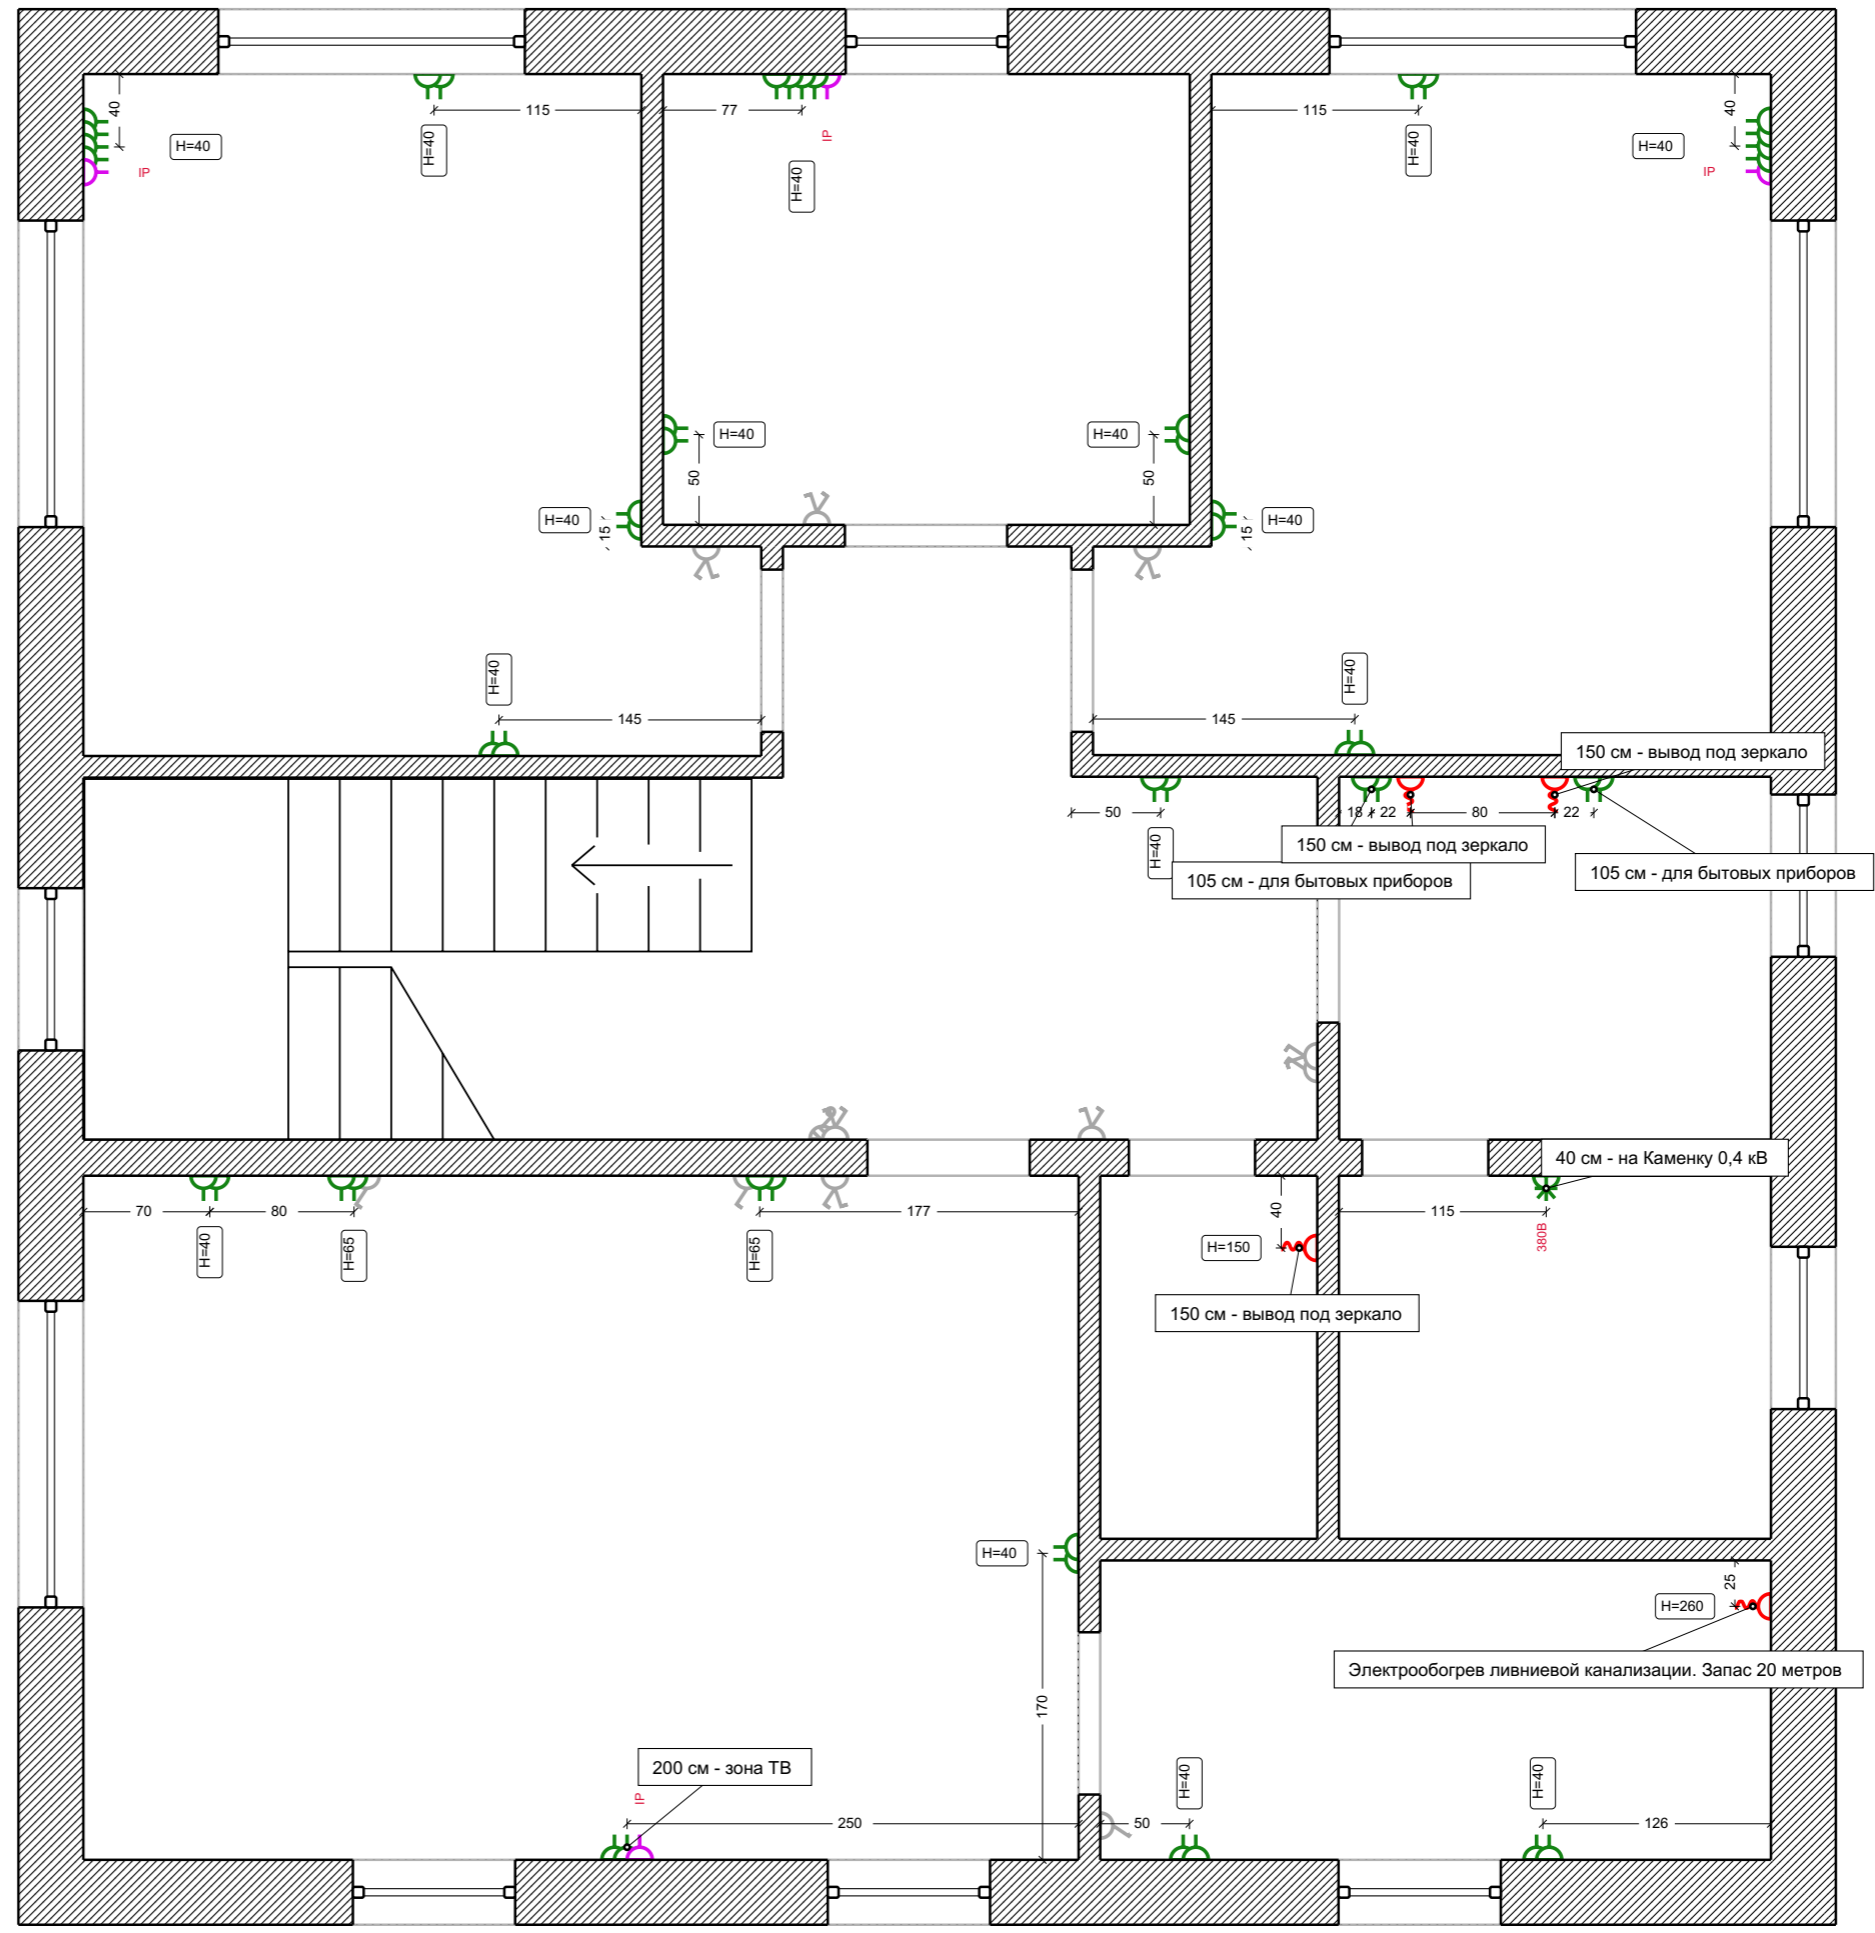 40
H=40
IP
115
H=40
77
IP
H=40
115
H=40
40
H=40
IP
H=40
50
H=40
50
H=40
15
H=40
15
H=40
145
H=40
145
150 см - вывод под зеркало
50
H=40
18
22
80
22
150 см - вывод под зеркало
105 см - для бытовых приборов
105 см - для бытовых приборов
40 см - на Каменку 0,4 кВ
70
80
177
40
115
H=40
H=65
H=65
H=150
380В
150 см - вывод под зеркало
H=40
25
H=260
Электрообогрев ливниевой канализации. Запас 20 метров
170
200 см - зона ТВ
IP
H=40
H=40
250
50
126